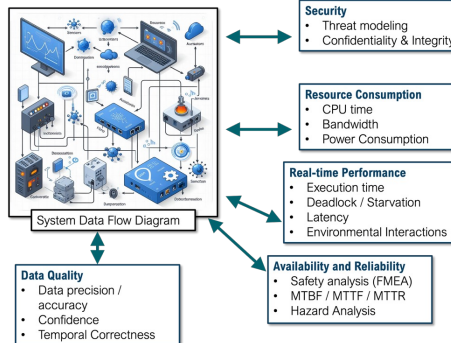 Security
• Threat modeling
• Confidentiality & Integrity
Resource Consumption
• CPU time
• Bandwidth
• Power Consumption
Real-time Performance
• Execution time
• Deadlock / Starvation
• Latency
• Environmental Interactions
System Data Flow Diagram
Availability and Reliability
• Safety analysis (FMEA)
• MTBF / MTTF / MTTR
• Hazard Analysis
Data Quality
• Data precision /
accuracy
• Confidence
• Temporal Correctness